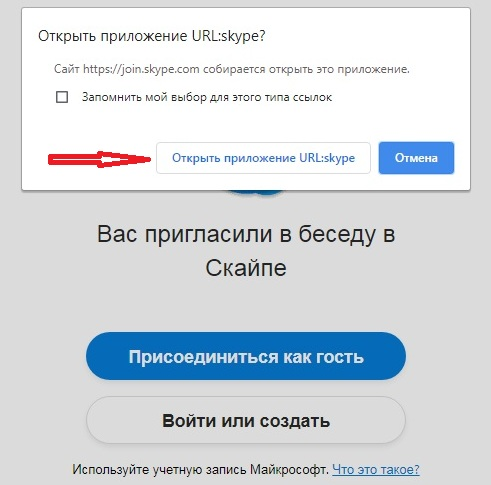 Открыть приложение URL:skype?
Сайт https://join.skype.com собирается открыть это приложение.
Запомнить мой выбор для этого типа ссылок
Открыть приложение URL:skype
Отмена
Вас пригласили в беседу в
Скайпе
Присоединиться как гость
Войти или создать
Используйте учетную запись Майкрософт. Что это такое?